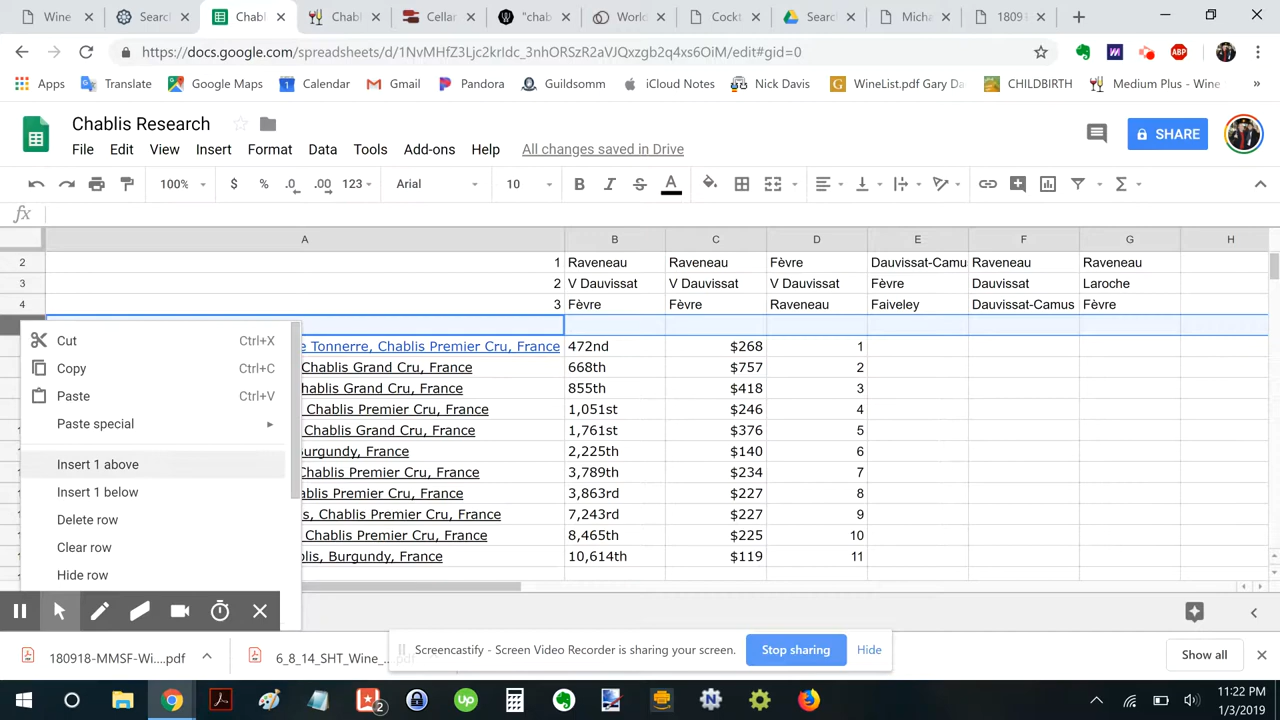 Wine
Search
Chabl
Chabl
Cellar
"chab
World
Cockt
Search
Micha
1809
https://docs.google.com/spreadsheets/d/1NvMHfZ3Ljc2krIdc_3nhORSzR2aVJQxzgb2q4xs6OiM/edit#gid=0
ABP
Apps Translate Google Maps Calendar Gmail Pandora Guildsomm iCloud Notes Nick Davis WineList.pdf Gary Da CHILDBIRTH Medium Plus - Wine »
Chablis Research
SHARE
File Edit View Insert Format Data Tools Add-ons Help All changes saved in Drive
100% $ % .0 .00 123 Arial 10 B I S A
fx
A B C D E F G H
2 1 Raveneau Raveneau Fèvre Dauvissat-Camu Raveneau Raveneau
3 2 V Dauvissat V Dauvissat V Dauvissat Fèvre Dauvissat Laroche
4 3 Fèvre Fèvre Raveneau Faiveley Dauvissat-Camus Fèvre
Cut Ctrl+X
Copy Ctrl+C
Paste Ctrl+V
Paste special
Insert 1 above
Insert 1 below
Delete row
Clear row
Hide row
e Tonnerre, Chablis Premier Cru, France 472nd $268 1
Chablis Grand Cru, France 668th $757 2
hablis Grand Cru, France 855th $418 3
Chablis Premier Cru, France 1,051st $246 4
Chablis Grand Cru, France 1,761st $376 5
urgundy, France 2,225th $140 6
Chablis Premier Cru, France 3,789th $234 7
ablis Premier Cru, France 3,863rd $227 8
s, Chablis Premier Cru, France 7,243rd $227 9
Chablis Premier Cru, France 8,465th $225 10
lis, Burgundy, France 10,614th $119 11
180918-MMSF-Wi....pdf
6_8_14_SHT_Wine_....pdf
Screencastify - Screen Video Recorder is sharing your screen.
Stop sharing
Hide
Show all
2
Up
11:22 PM
1/3/2019